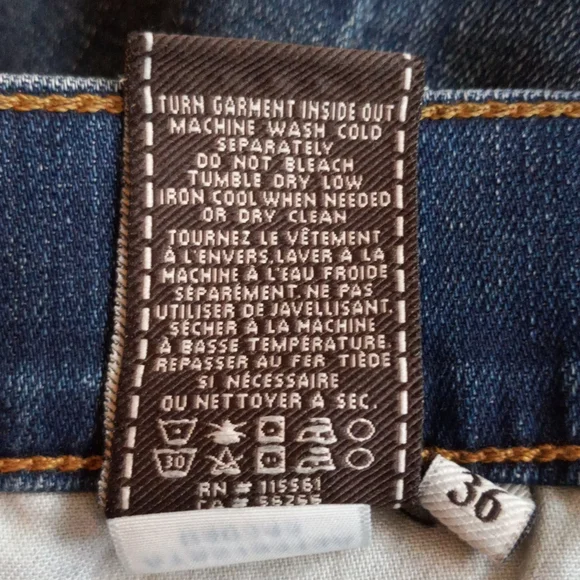 TURN GARMENT INSIDE OUT
MACHINE WASH COLD
SEPARATELY
DO NOT BLEACH
TUMBLE DRY LOW
IRON COOL WHEN NEEDED
OR DRY CLEAN
TOURNEZ LE VÊTEMENT
À L'ENVERS. LAVER À LA
MACHINE À L'EAU FROIDE
SÉPARÉMENT. NE PAS
UTILISER DE JAVELLISANT.
SÉCHER À LA MACHINE
À BASSE TEMPÉRATURE.
REPASSER AU FER TIÈDE
SI NÉCESSAIRE
OU NETTOYER À SEC.
30
RN # 115561
36